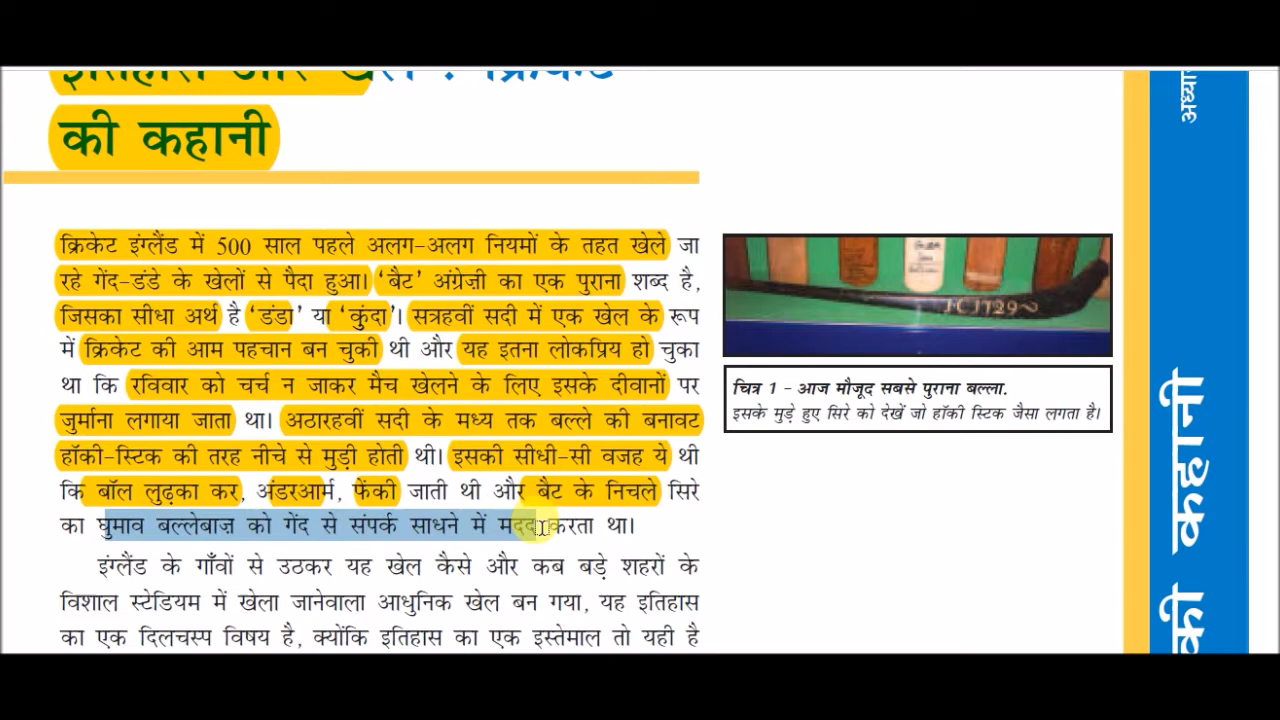 इतिहास और खेल : क्रिकेट
की कहानी
क्रिकेट इंग्लैंड में 500 साल पहले अलग-अलग नियमों के तहत खेले जा
रहे गेंद-डंडे के खेलों से पैदा हुआ। 'बैट' अंग्रेज़ी का एक पुराना शब्द है,
जिसका सीधा अर्थ है 'डंडा' या 'कुंदा'। सत्रहवीं सदी में एक खेल के रूप
में क्रिकेट की आम पहचान बन चुकी थी और यह इतना लोकप्रिय हो चुका
था कि रविवार को चर्च न जाकर मैच खेलने के लिए इसके दीवानों पर
जुर्माना लगाया जाता था। अठारहवीं सदी के मध्य तक बल्ले की बनावट
हॉकी-स्टिक की तरह नीचे से मुड़ी होती थी। इसकी सीधी-सी वजह ये थी
कि बॉल लुढ़का कर, अंडरआर्म, फेंकी जाती थी और बैट के निचले सिरे
का घुमाव बल्लेबाज़ को गेंद से संपर्क साधने में मदद करता था।
इंग्लैंड के गाँवों से उठकर यह खेल कैसे और कब बड़े शहरों के
विशाल स्टेडियम में खेला जानेवाला आधुनिक खेल बन गया, यह इतिहास
का एक दिलचस्प विषय है, क्योंकि इतिहास का एक इस्तेमाल तो यही है
चित्र 1 - आज मौजूद सबसे पुराना बल्ला.
इसके मुड़े हुए सिरे को देखें जो हॉकी स्टिक जैसा लगता है।
की कहानी